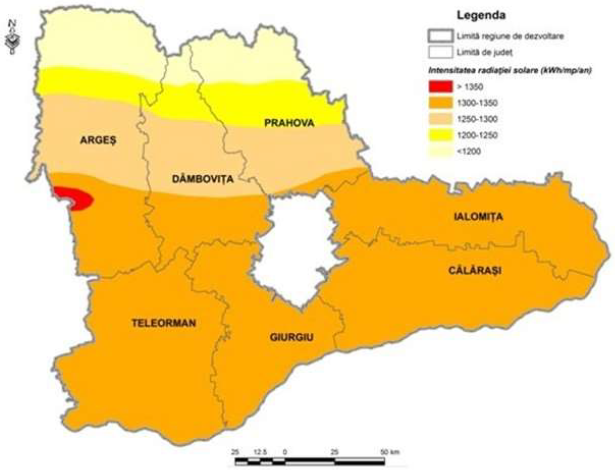 N
Legenda
Limită regiune de dezvoltare
Limită de județ
Intensitatea radiației solare (kWh/mp/an)
> 1350
1300-1350
1250-1300
1200-1250
<1200
PRAHOVA
ARGEȘ
DÂMBOVIȚA
IALOMIȚA
CĂLĂRAȘI
TELEORMAN
GIURGIU
25 12.5 0 25 50 km